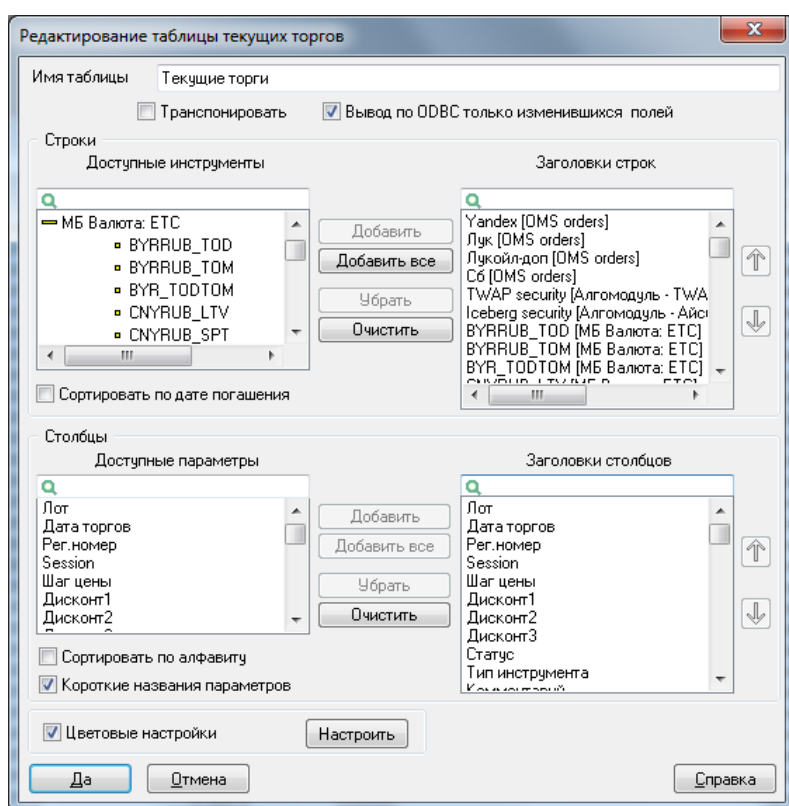 Редактирование таблицы текущих торгов
Имя таблицы Текущие торги
Транспонировать Вывод по ODBC только изменившихся полей
Строки
Доступные инструменты
МБ Валюта: ETC
BYRRUB_TOD
BYRRUB_TOM
BYR_TODTOM
CNYRUB_LTV
CNYRUB_SPT
Сортировать по дате погашения
Добавить
Добавить все
Убрать
Очистить
Заголовки строк
Yandex [OMS orders]
Лук [OMS orders]
Лукойл-доп [OMS orders]
Сб [OMS orders]
TWAP security [Алгомодуль - TWA
Iceberg security [Алгомодуль - Айс
BYRRUB_TOD [МБ Валюта: ETC]
BYRRUB_TOM [МБ Валюта: ETC]
BYR_TODTOM [МБ Валюта: ETC]
Столбцы
Доступные параметры
Лот
Дата торгов
Рег.номер
Session
Шаг цены
Дисконт1
Дисконт2
Сортировать по алфавиту
Короткие названия параметров
Добавить
Добавить все
Убрать
Очистить
Заголовки столбцов
Лот
Дата торгов
Рег.номер
Session
Шаг цены
Дисконт1
Дисконт2
Дисконт3
Статус
Тип инструмента
Цветовые настройки Настроить
Да Отмена Справка